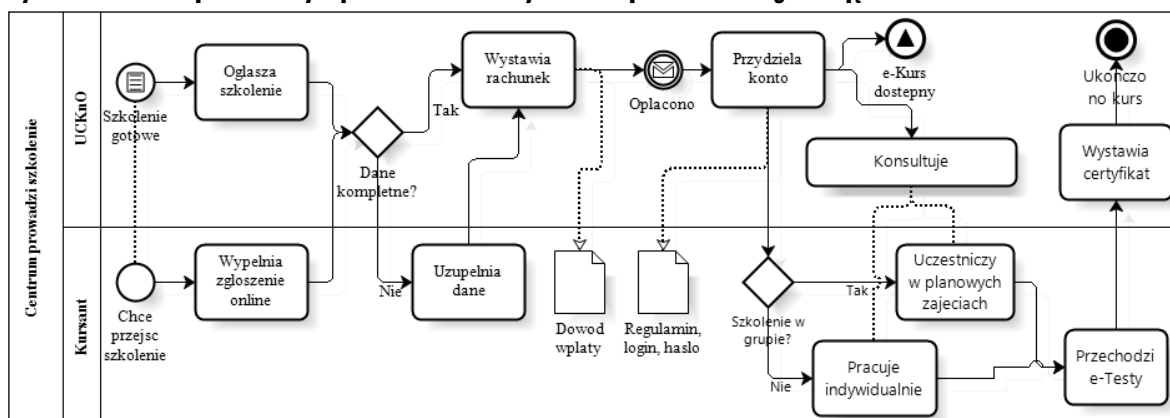 Centrum prowadzi szkolenie
UCKnO
Kursant
Szkolenie
gotowe
Oglasza
szkolenie
Dane
kompletne?
Tak
Nie
Wystawia
rachunek
Oplacono
Przydziela
konto
e-Kurs
dostepny
Konsultuje
Ukończo
no kurs
Wystawia
certyfikat
Chce
przejsc
szkolenie
Wypelnia
zgloszenie
online
Uzupelnia
dane
Dowod
wplaty
Regulamin,
login, haslo
Szkolenie w
grupie?
Tak
Nie
Uczestniczy
w planowych
zajeciach
Pracuje
indywidualnie
Przechodzi
e-Testy